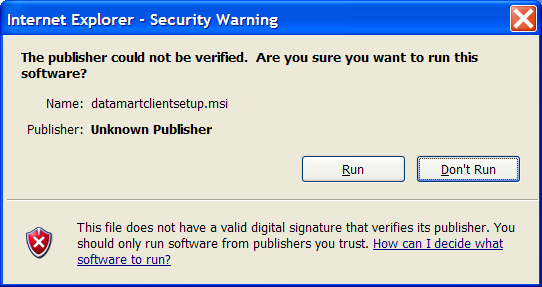 Internet Explorer - Security Warning
The publisher could not be verified. Are you sure you want to run this
software?
Name: datamartclientsetup.msi
Publisher: Unknown Publisher
Run Don't Run
This file does not have a valid digital signature that verifies its publisher. You
should only run software from publishers you trust. How can I decide what
software to run?